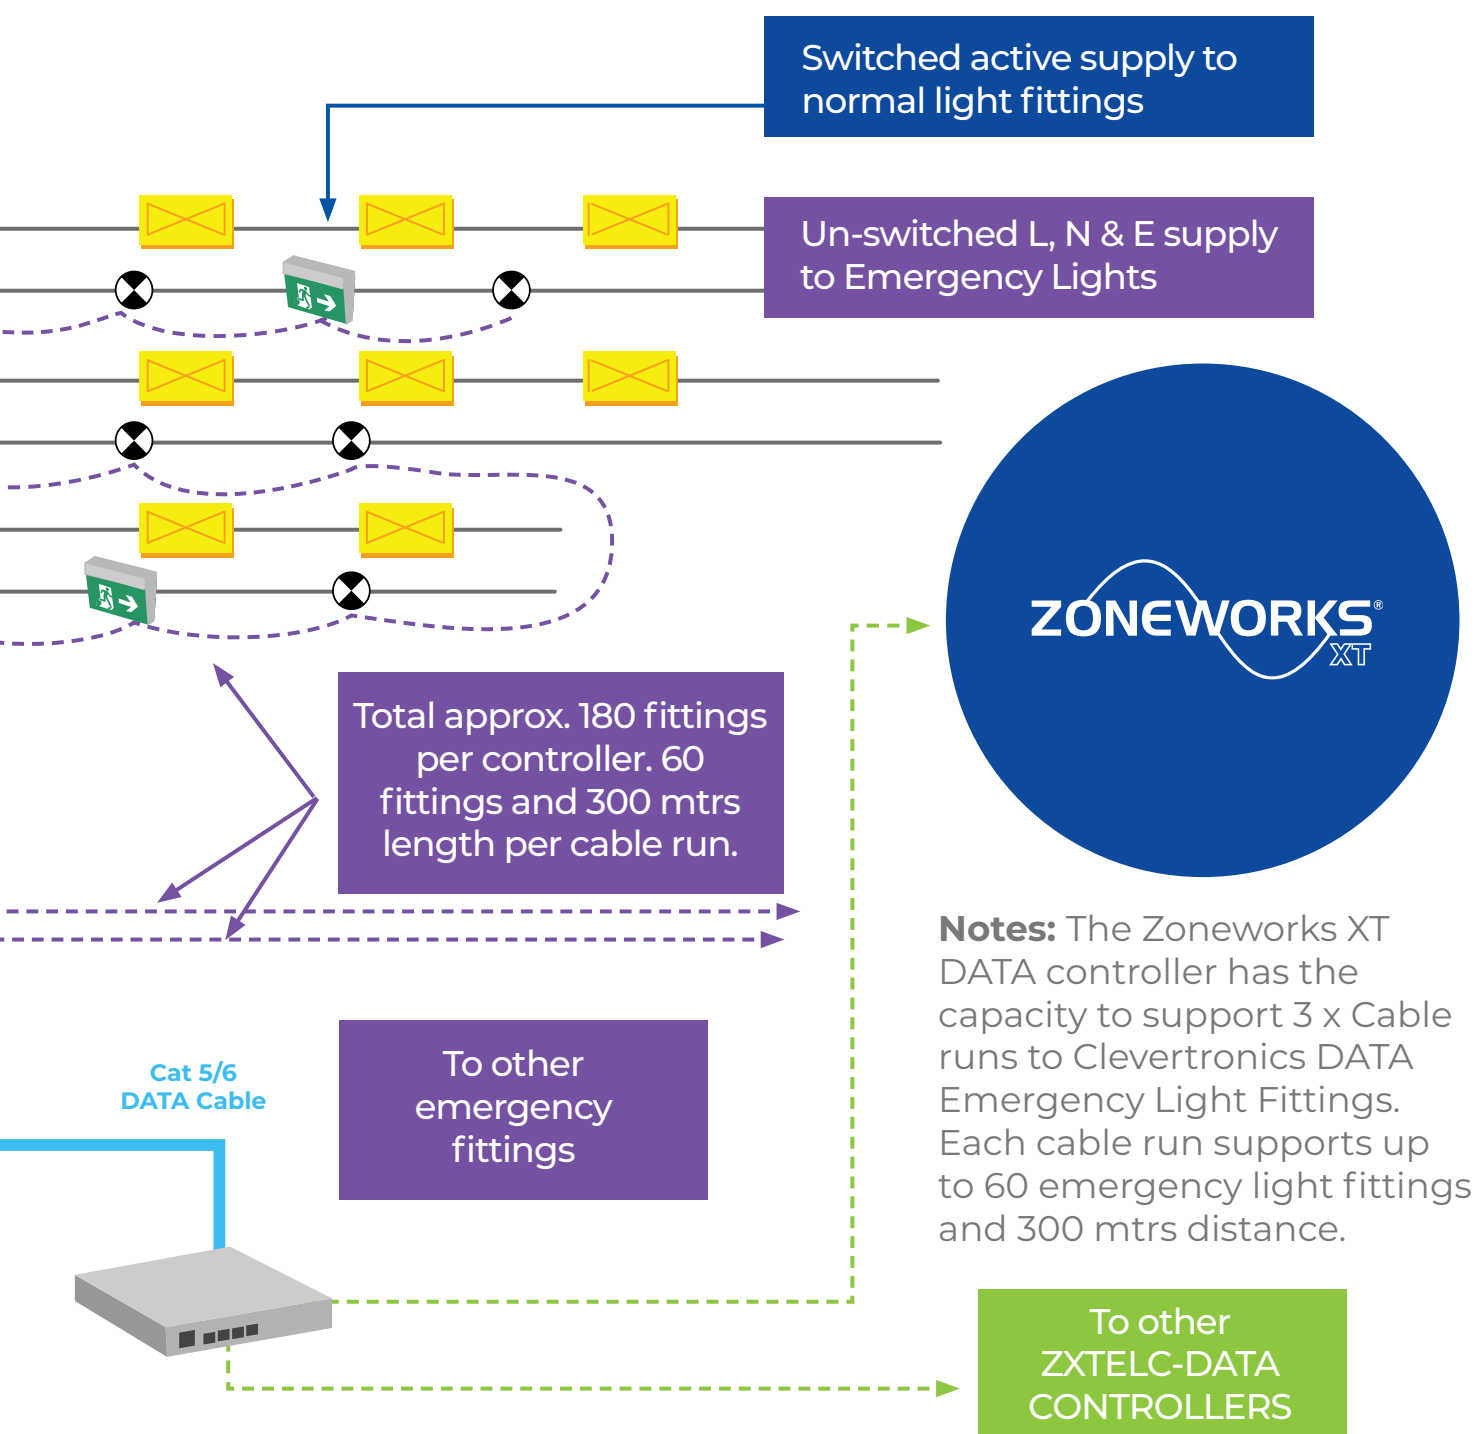 Switched active supply to
normal light fittings
Un-switched L, N & E supply
to Emergency Lights
ZONEWORKS®
XT
Total approx. 180 fittings
per controller. 60
fittings and 300 mtrs
length per cable run.
Notes: The Zoneworks XT
DATA controller has the
capacity to support 3 x Cable
runs to Clevertronics DATA
Emergency Light Fittings.
Each cable run supports up
to 60 emergency light fittings
and 300 mtrs distance.
To other
emergency
fittings
Cat 5/6
DATA Cable
To other
ZXTELC-DATA
CONTROLLERS